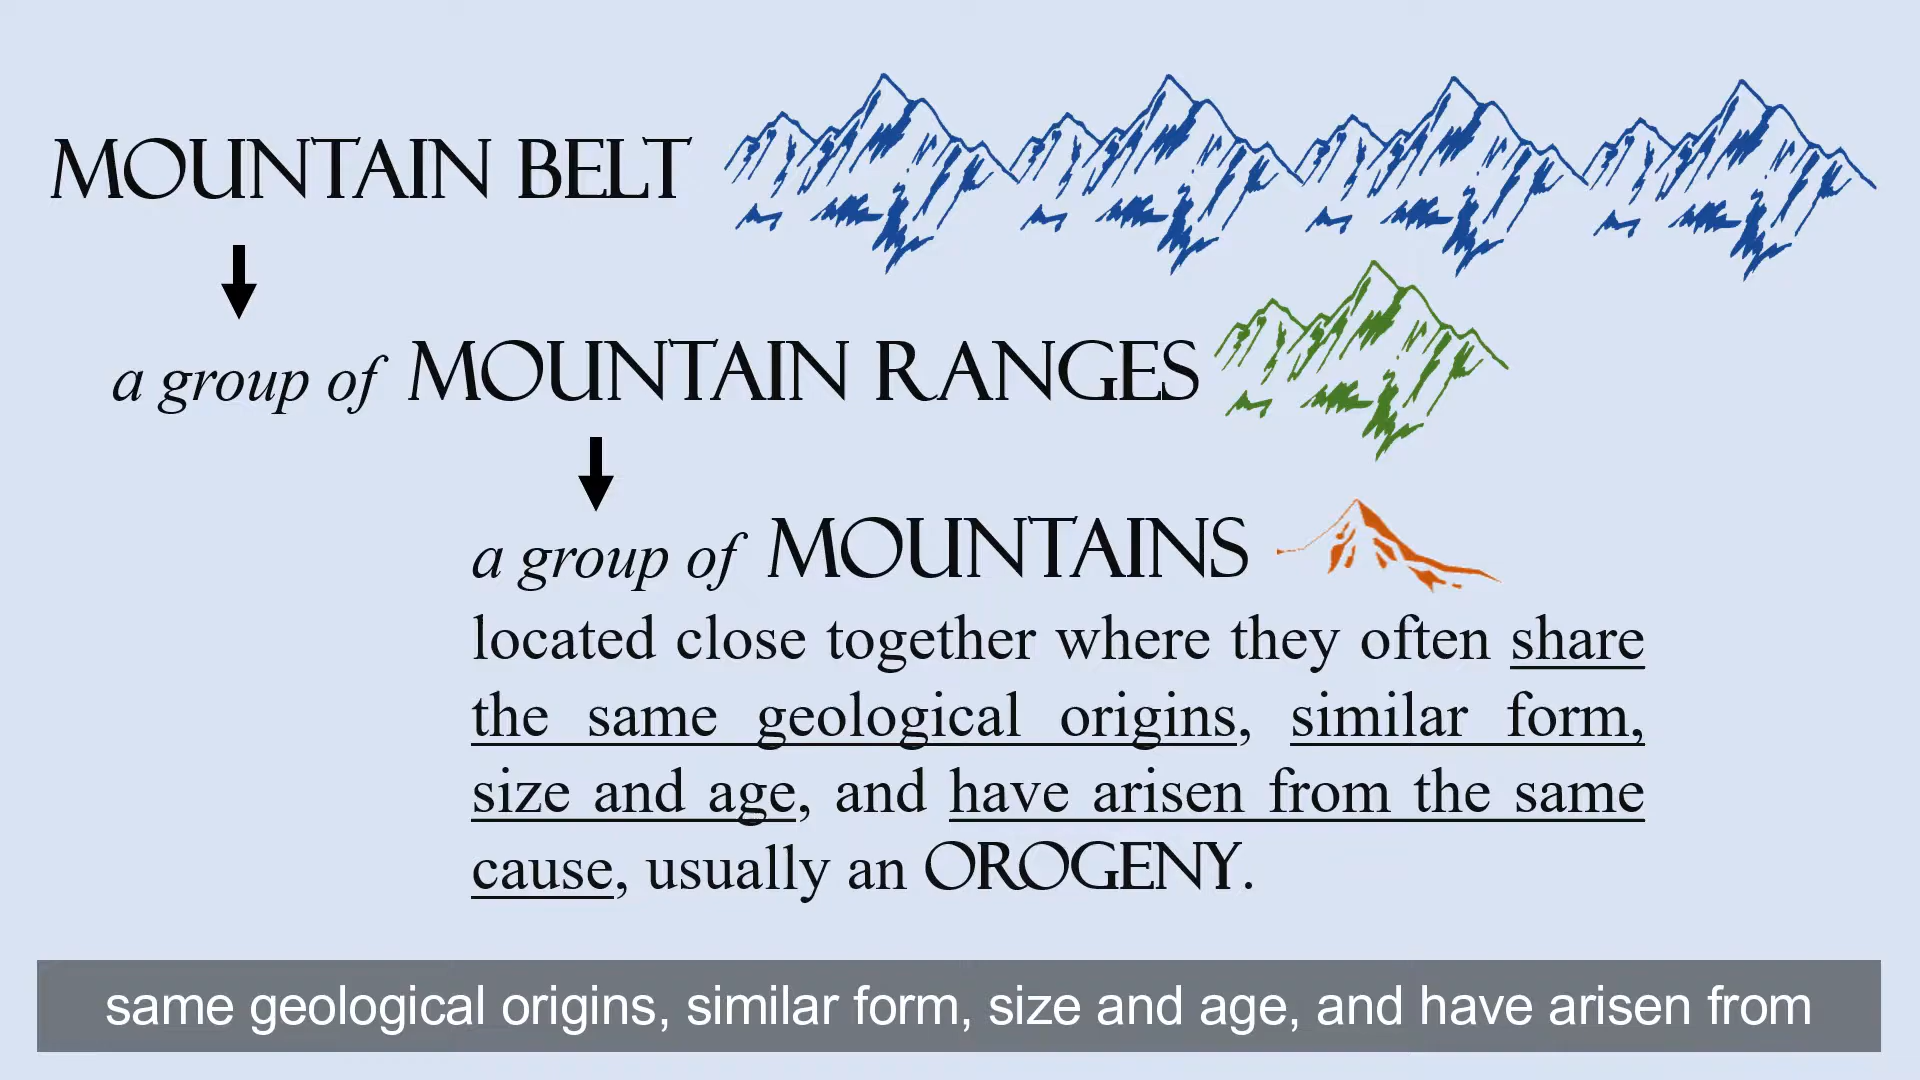 MOUNTAIN BELT
a group of MOUNTAIN RANGES
a group of MOUNTAINS
located close together where they often share
the same geological origins, similar form,
size and age, and have arisen from the same
cause, usually an OROGENY.
same geological origins, similar form, size and age, and have arisen from